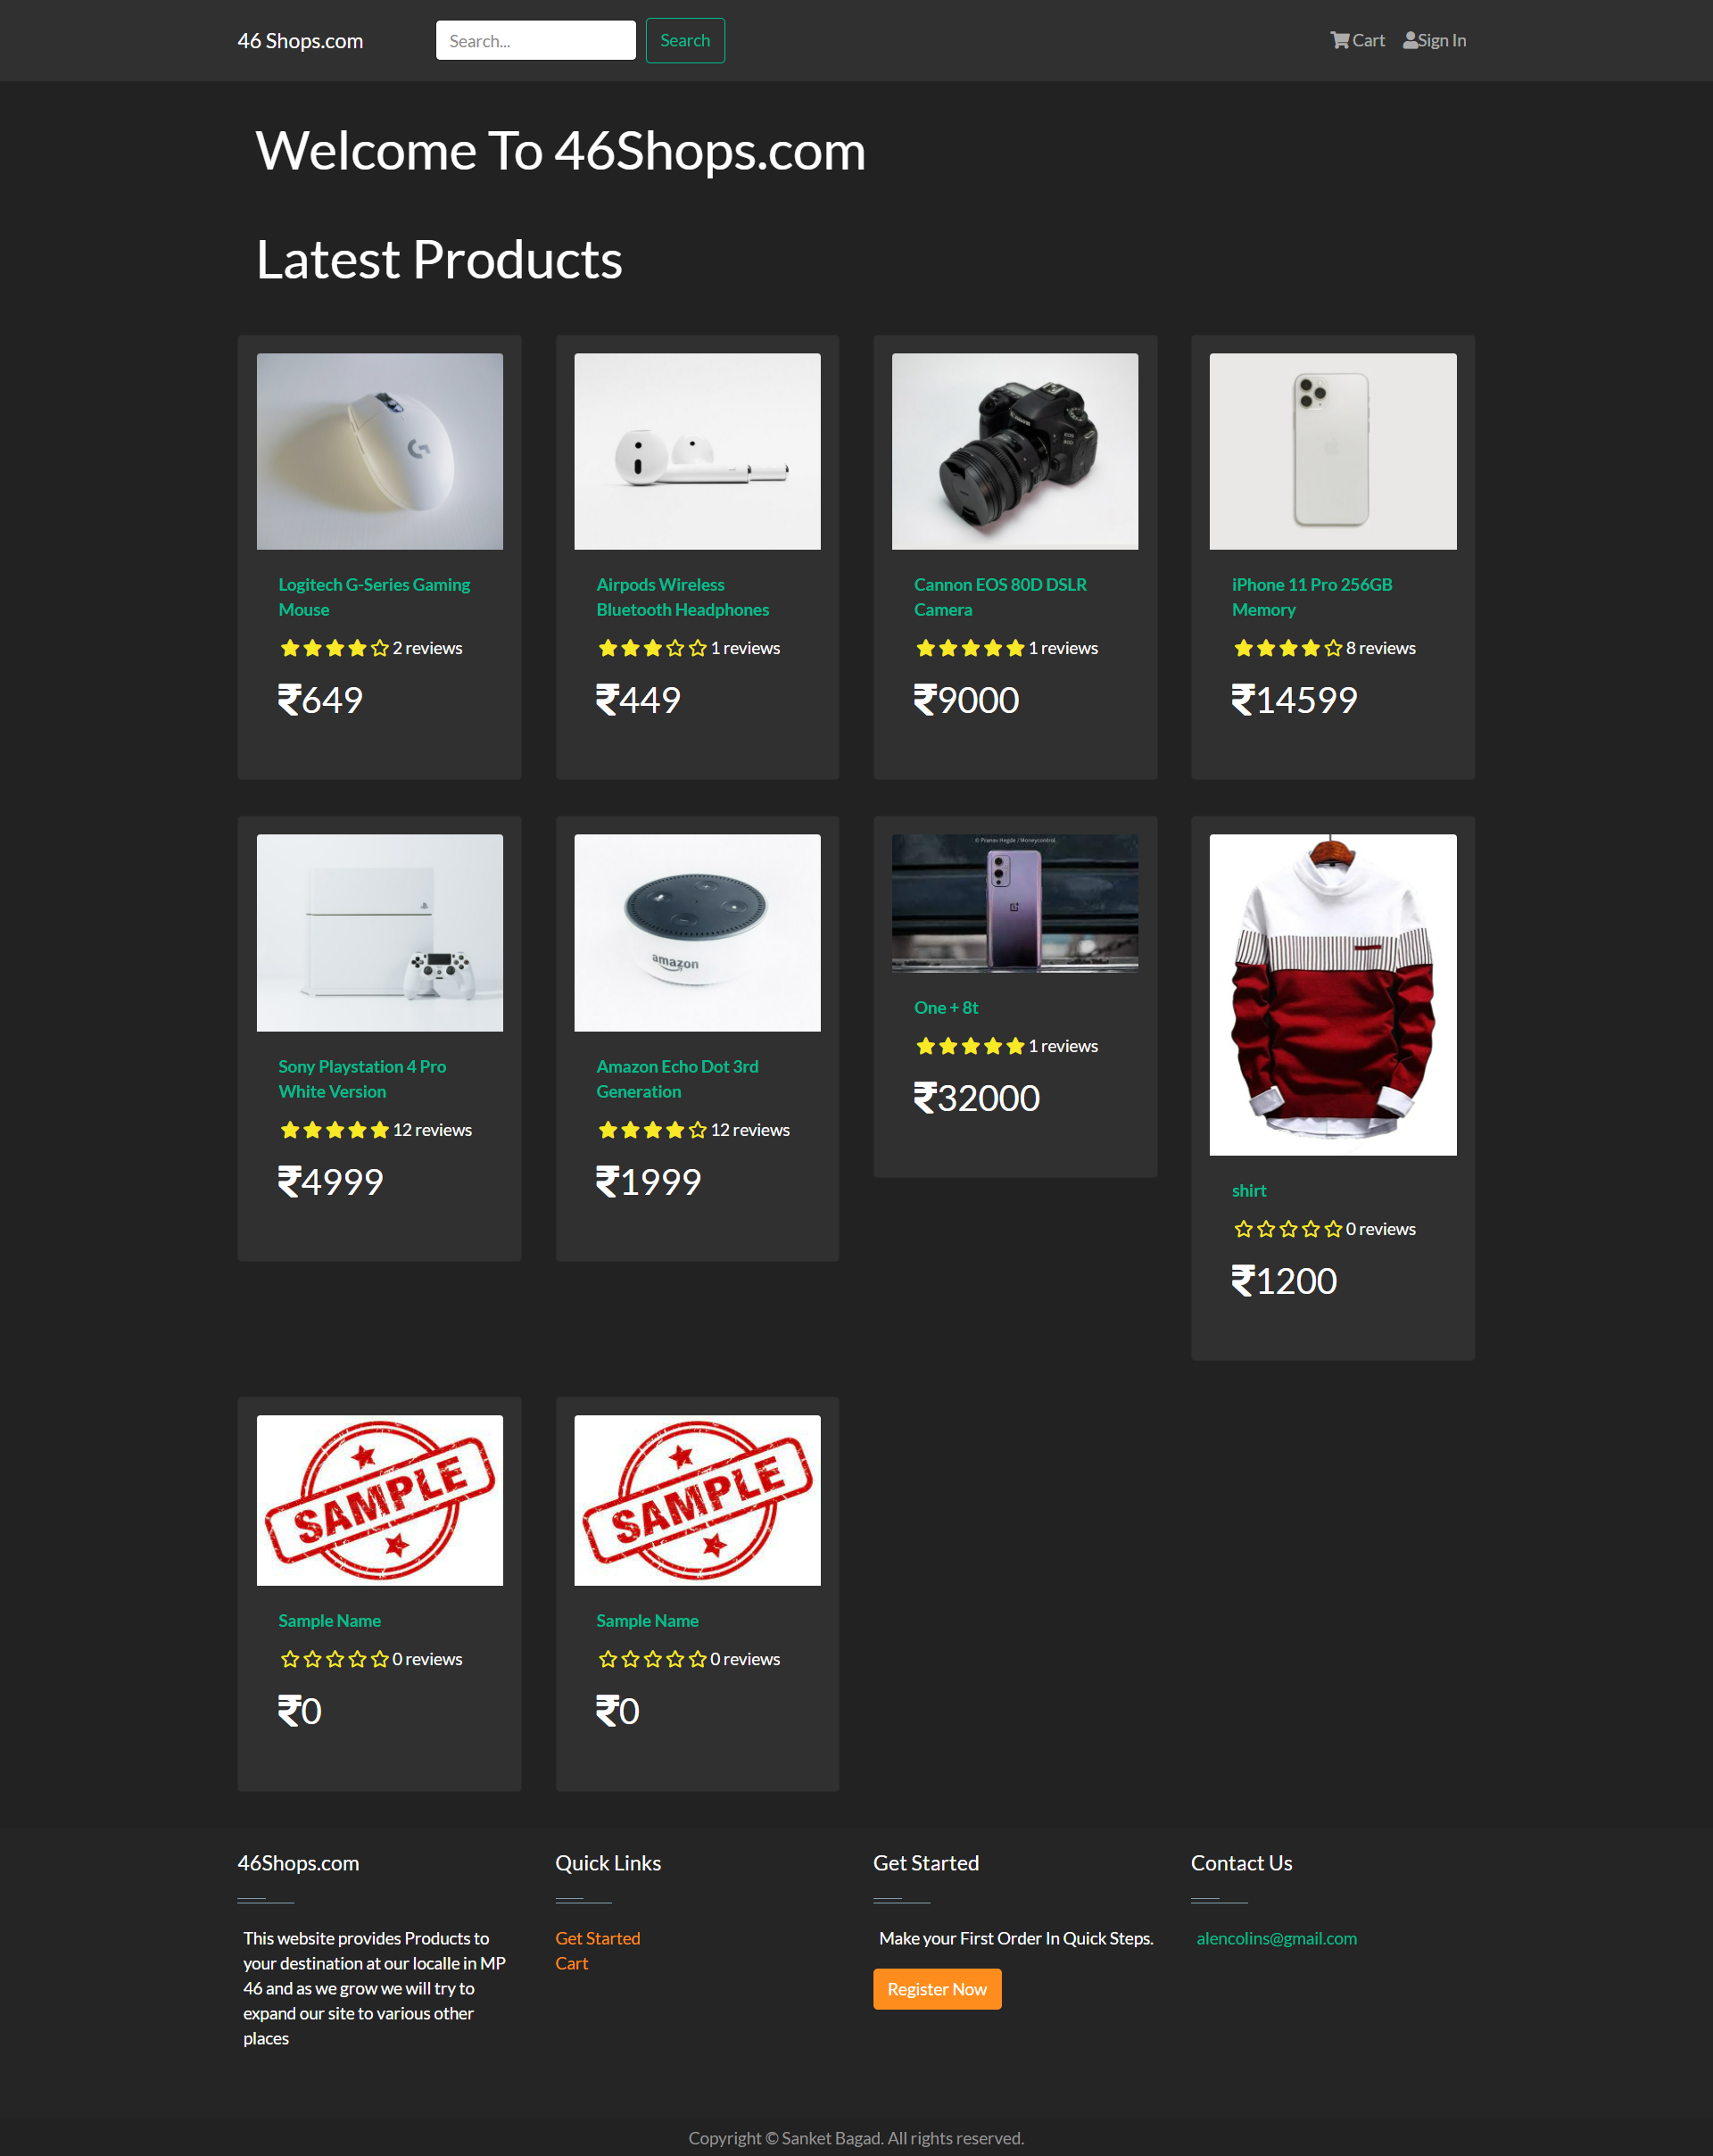 46 Shops.com
Search...
Search
Cart
Sign In
Welcome To 46Shops.com
Latest Products
Logitech G-Series Gaming
Mouse
2 reviews
₹649
Airpods Wireless
Bluetooth Headphones
1 reviews
₹449
Cannon EOS 80D DSLR
Camera
1 reviews
₹9000
iPhone 11 Pro 256GB
Memory
8 reviews
₹14599
Sony Playstation 4 Pro
White Version
12 reviews
₹4999
amazon
Amazon Echo Dot 3rd
Generation
12 reviews
₹1999
© Pranav Hegde / Moneycontrol
One + 8t
1 reviews
₹32000
shirt
0 reviews
₹1200
SAMPLE
Sample Name
0 reviews
₹0
SAMPLE
Sample Name
0 reviews
₹0
46Shops.com
This website provides Products to
your destination at our localle in MP
46 and as we grow we will try to
expand our site to various other
places
Quick Links
Get Started
Cart
Get Started
Make your First Order In Quick Steps.
Register Now
Contact Us
alencolins@gmail.com
Copyright © Sanket Bagad. All rights reserved.